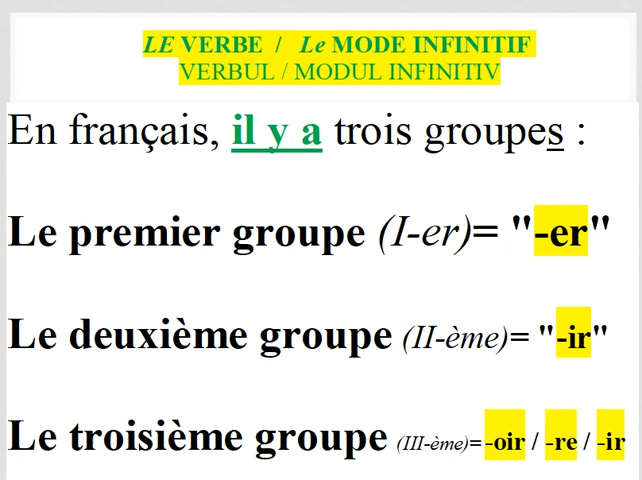 LE VERBE / Le MODE INFINITIF
VERBUL / MODUL INFINITIV
En français, il y a trois groupes :
Le premier groupe (I-er)= "-er"
Le deuxième groupe (II-ème)= "-ir"
Le troisième groupe (III-ème)= -oir / -re / -ir